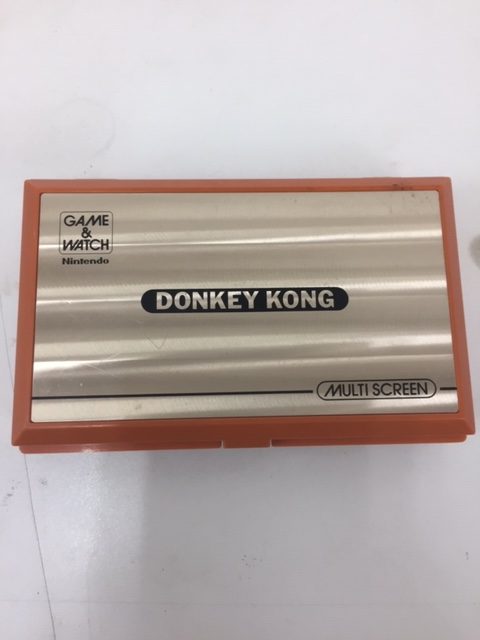 GAME
&
WATCH
Nintendo
DONKEY KONG
MULTI SCREEN